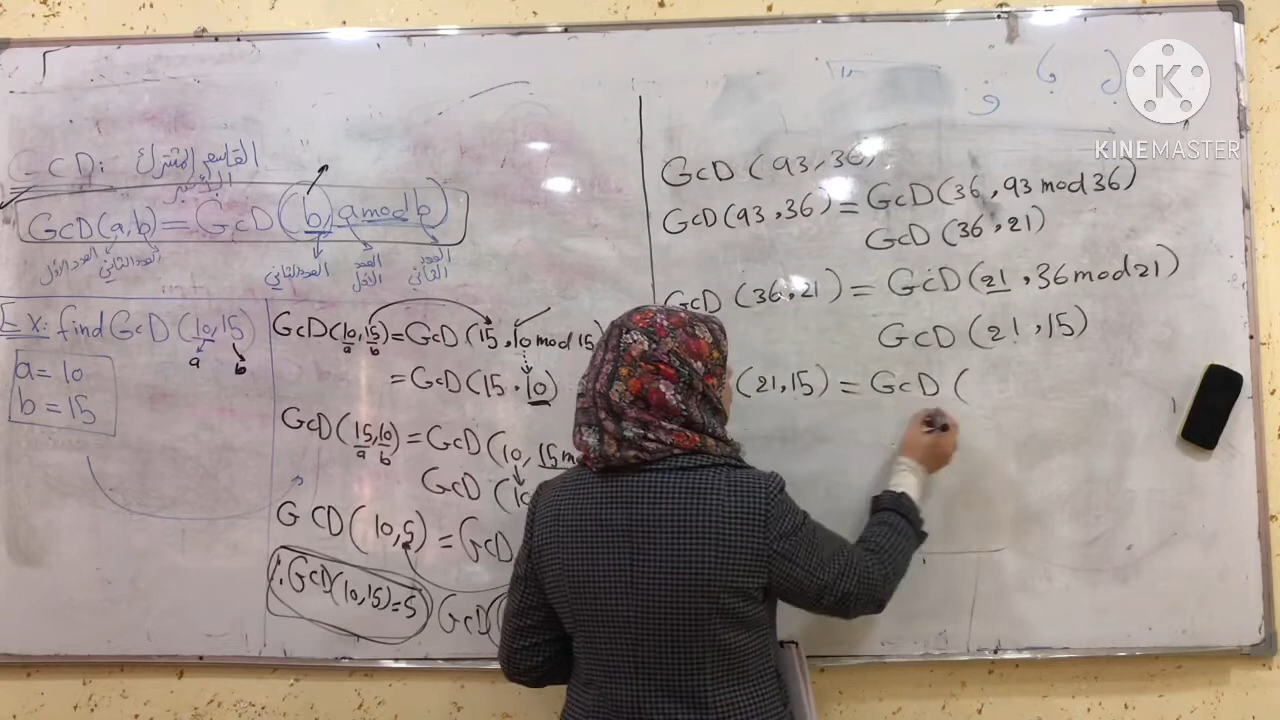 GCD: القاسم المشترك
الأكبر
GCD(a,b) = GCD(b, a mod b)
العدد الأول العدد الثاني العدد الثاني العدد الأول العدد الثاني
Ex: find GCD(10,15)
a b
a = 10
b = 15
GCD(10,15) = GCD(15, 10 mod 15
a b
= GCD(15, 10)
GCD(15,10) = GCD(10, 15
a b
GCD (
GCD(10,5) = GCD
∴ GCD(10,15)=5
GCD(
GCD(93,36)
GCD(93,36) = GCD(36, 93 mod 36)
GCD(36,21)
GCD(36,21) = GCD(21, 36 mod 21)
GCD(21,15)
(21,15) = GCD(
KINEMASTER